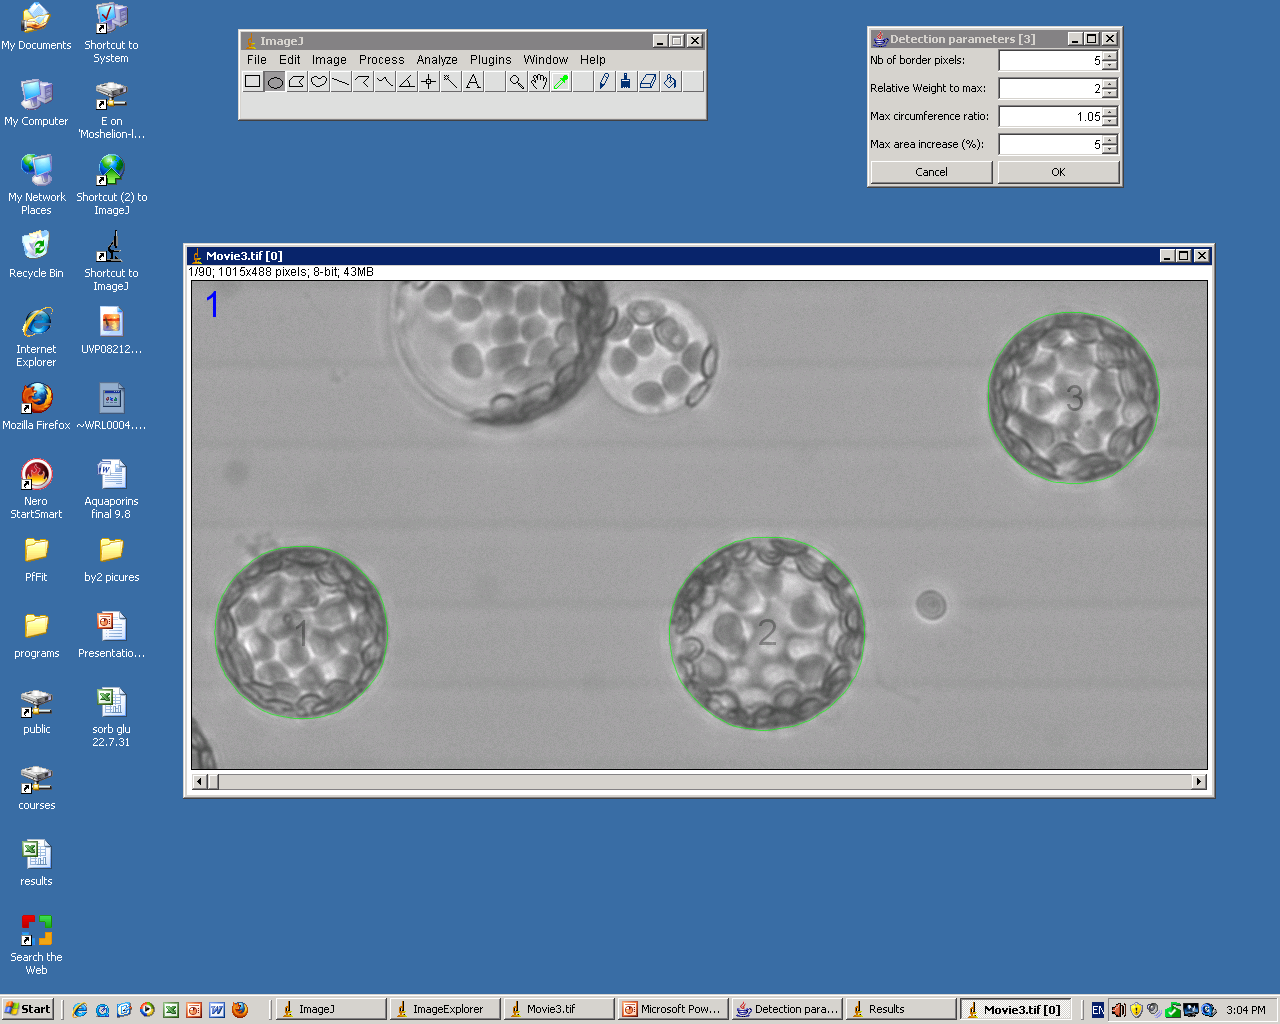 My Documents
Shortcut to
System
My Computer
E on
'Moshelion-l...
My Network
Places
Shortcut (2) to
ImageJ
Recycle Bin
Shortcut to
ImageJ
Internet
Explorer
UVP08212...
Mozilla Firefox
~WRL0004....
Nero
StartSmart
Aquaporins
final 9.8
PfFit
by2 picures
programs
Presentatio...
public
sorb glu
22.7.31
courses
results
Search the
Web
ImageJ
File Edit Image Process Analyze Plugins Window Help
Detection parameters [3]
Nb of border pixels: 5
Relative Weight to max: 2
Max circumference ratio: 1.05
Max area increase (%): 5
Cancel OK
Movie3.tif [0]
1/90; 1015x488 pixels; 8-bit; 43MB
1
3
1
2
Start ImageJ ImageExplorer Movie3.tif Microsoft Pow... Detection para... Results Movie3.tif [0] EN 3:04 PM